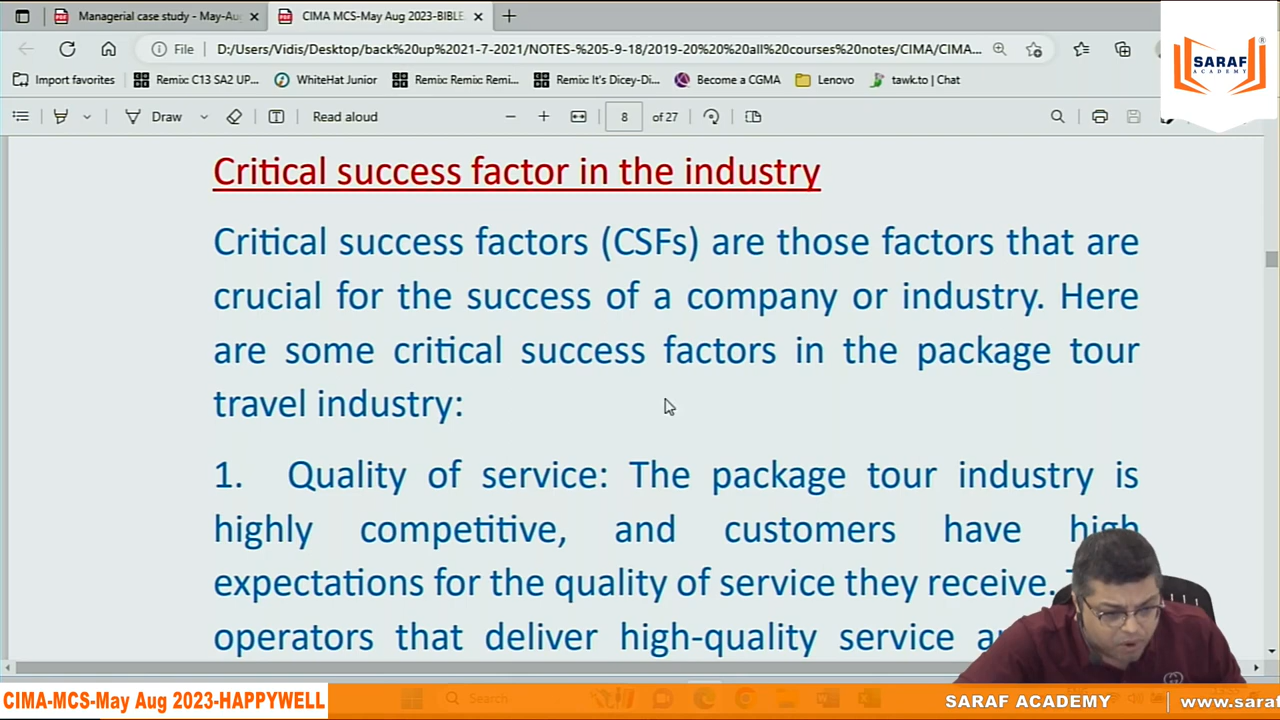 Managerial case study - May-Au
CIMA MCS-May Aug 2023-BIBLE
File
D:/Users/Vidis/Desktop/back%20up%2021-7-2021/NOTES-%205-9-18/2019-20%20%20all%20courses%20notes/CIMA/CIMA...
SARAF
ACADEMY
Import favorites
Remix: C13 SA2 UP...
WhiteHat Junior
Remix: Remix: Remi...
Remix: It's Dicey-Di...
Become a CGMA
Lenovo
tawk.to | Chat
Draw
Read aloud
8
of 27
Critical success factor in the industry
Critical success factors (CSFs) are those factors that are
crucial for the success of a company or industry. Here
are some critical success factors in the package tour
travel industry:
1. Quality of service: The package tour industry is
highly competitive, and customers have high
expectations for the quality of service they receive.
operators that deliver high-quality service
Search
CIMA-MCS-May Aug 2023-HAPPYWELL
SARAF ACADEMY
www.saraf